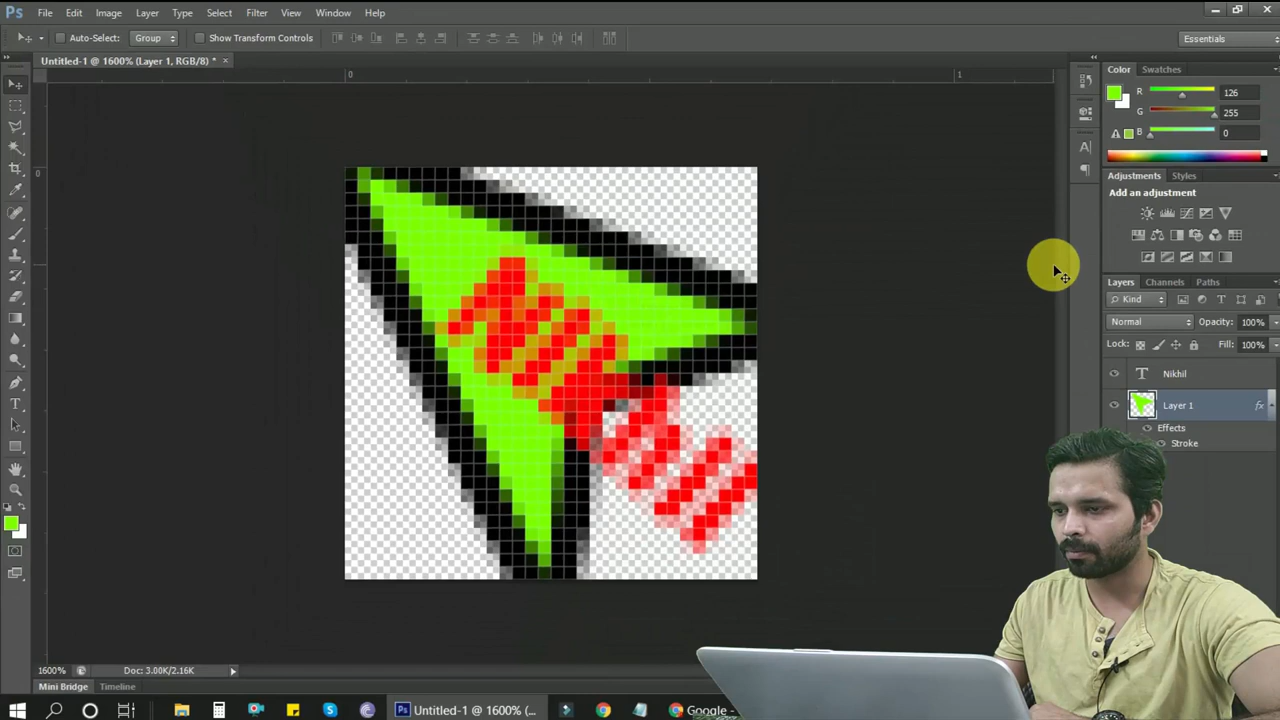 Ps File Edit Image Layer Type Select Filter View Window Help
Auto-Select: Group Show Transform Controls Essentials
Untitled-1 @ 1600% (Layer 1, RGB/8) * ×
0 1
0
Color Swatches
R 126
G 255
B 0
Adjustments Styles
Add an adjustment
Layers Channels Paths
Kind
Normal Opacity: 100%
Lock: Fill: 100%
T Nikhil
Layer 1 fx
Effects
Stroke
1600% Doc: 3.00K/2.16K
Mini Bridge Timeline
Ps Untitled-1 @ 1600% (... Google -